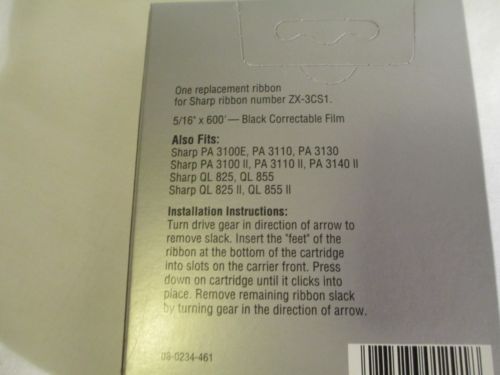 One replacement ribbon
for Sharp ribbon number ZX-3CS1.
5/16" x 600' — Black Correctable Film
Also Fits:
Sharp PA 3100E, PA 3110, PA 3130
Sharp PA 3100 II, PA 3110 II, PA 3140 II
Sharp QL 825, QL 855
Sharp QL 825 II, QL 855 II
Installation Instructions:
Turn drive gear in direction of arrow to
remove slack. Insert the "feet" of the
ribbon at the bottom of the cartridge
into slots on the carrier front. Press
down on cartridge until it clicks into
place. Remove remaining ribbon slack
by turning gear in the direction of arrow.
09-0234-461